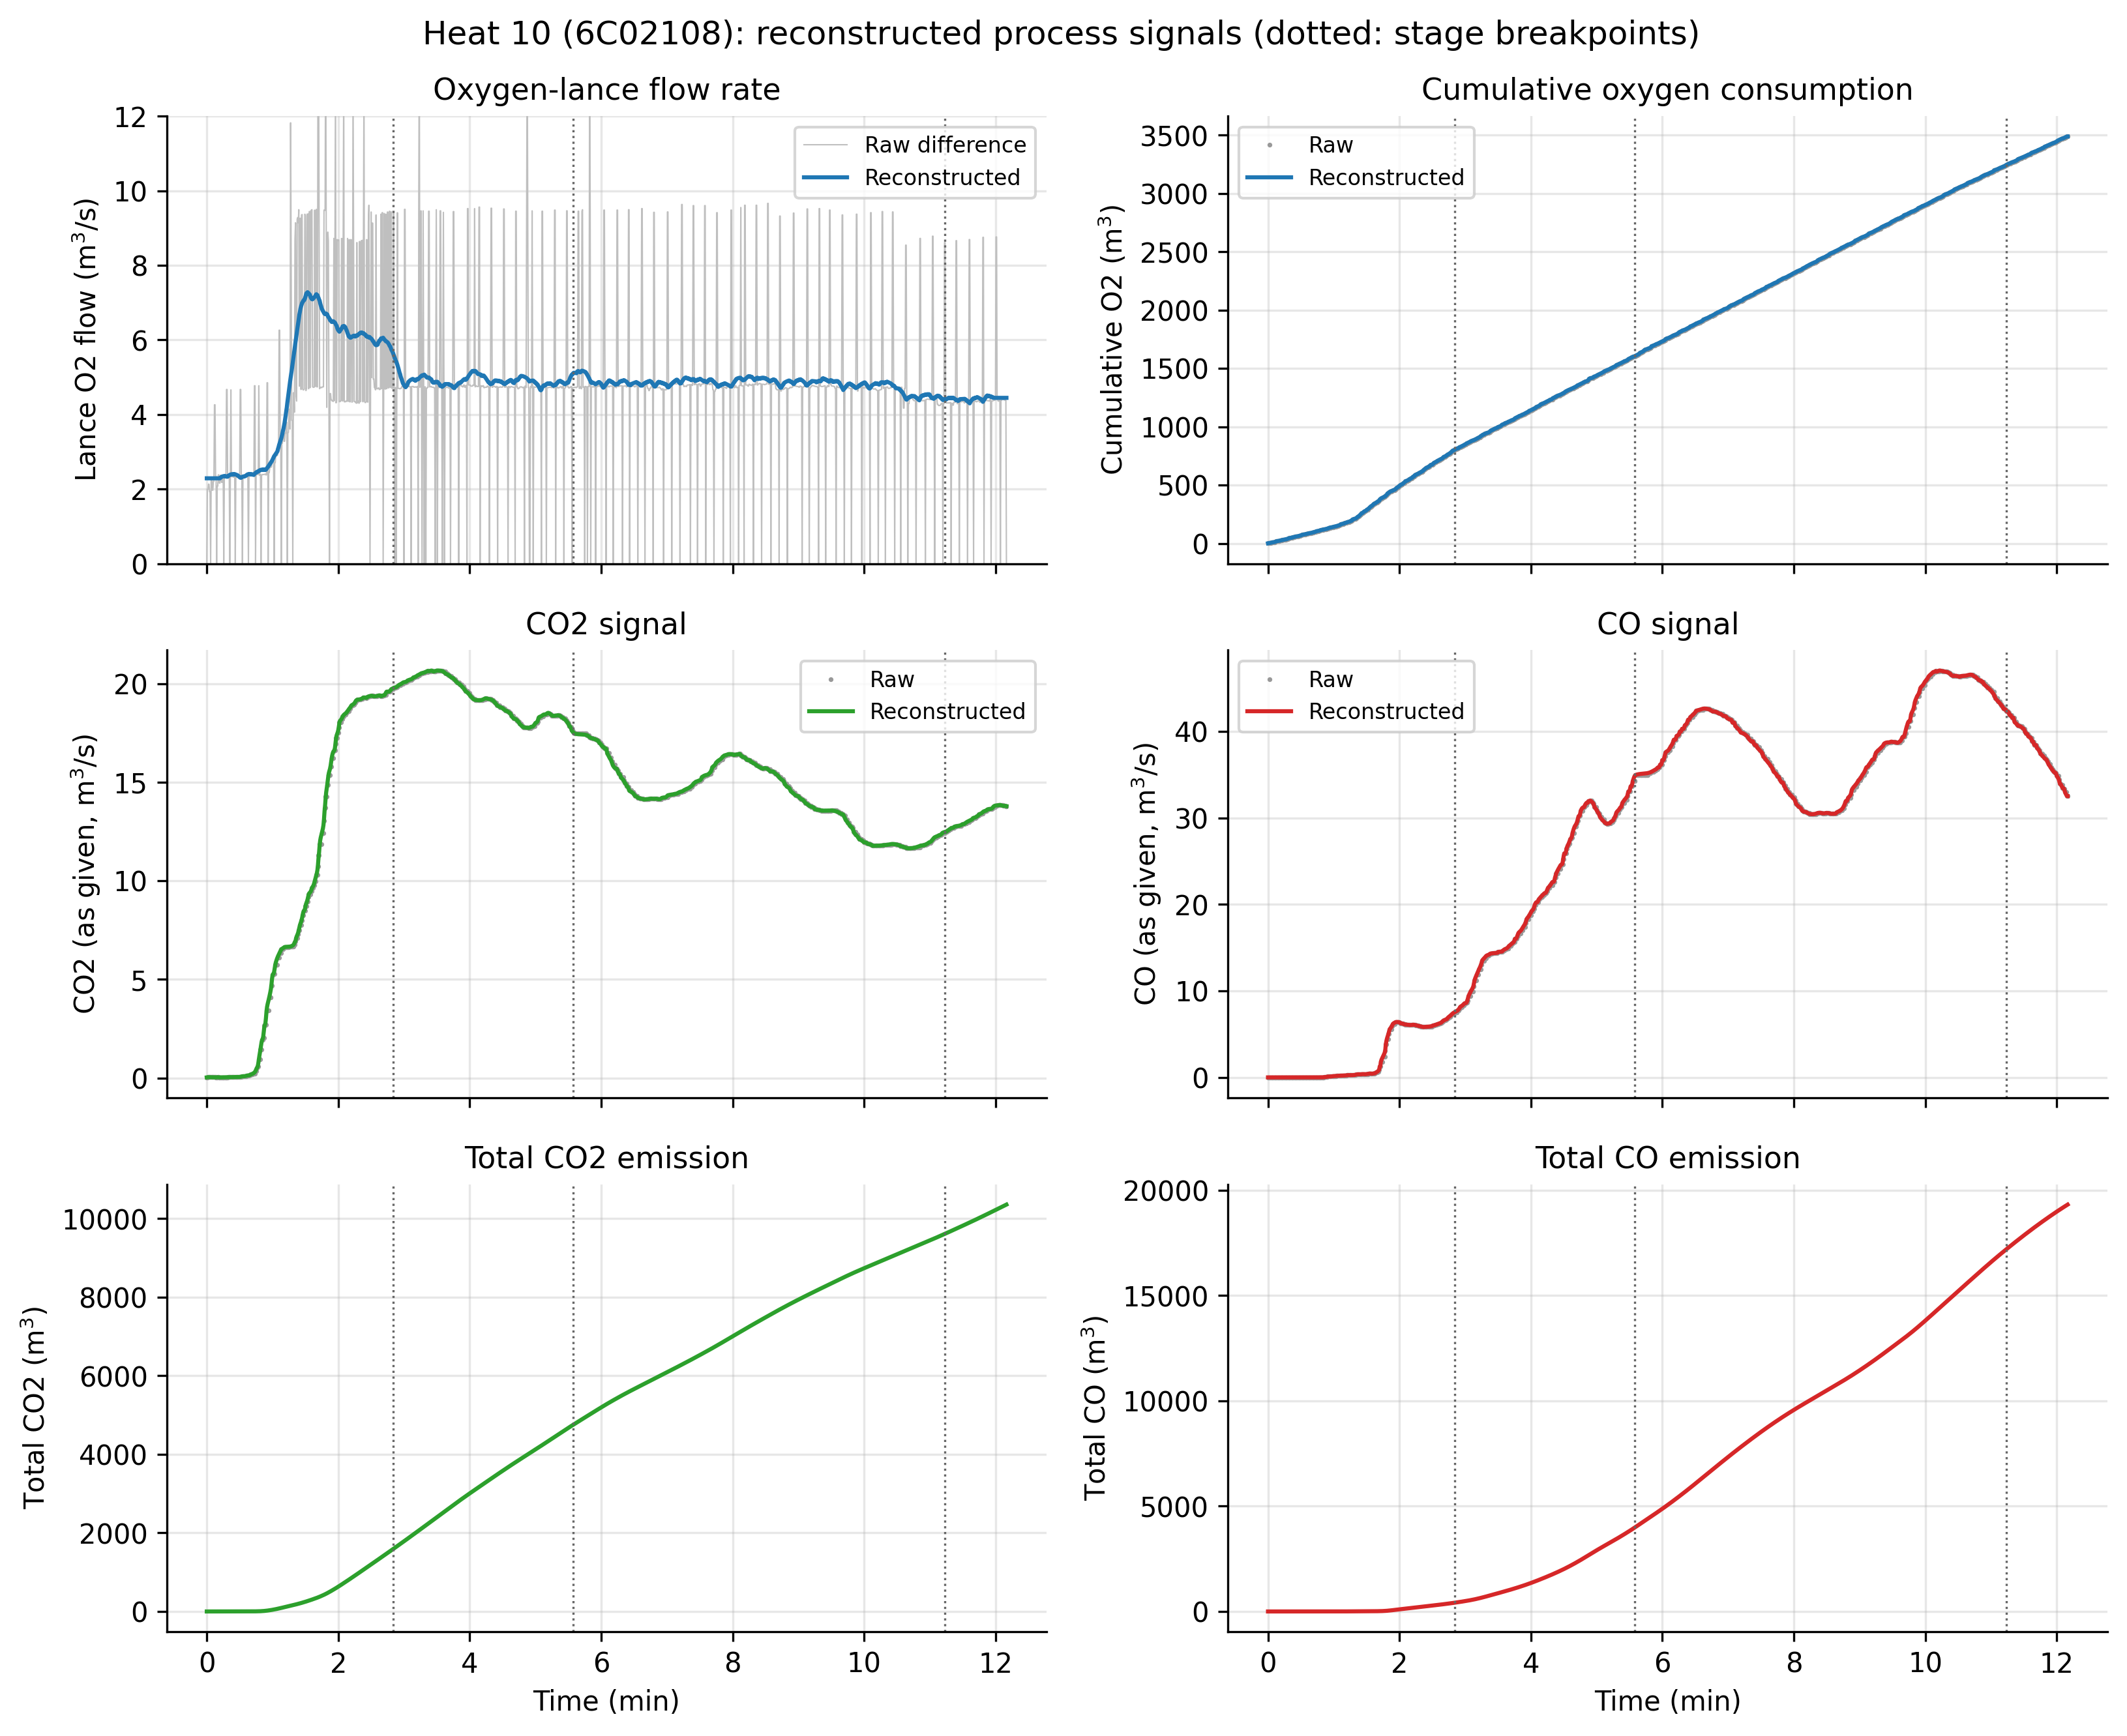 Heat 10 (6C02108): reconstructed process signals (dotted: stage breakpoints)
Oxygen-lance flow rate
Lance O2 flow (m³/s)
12
10
8
6
4
2
0
Raw difference
Reconstructed
Cumulative oxygen consumption
Cumulative O2 (m³)
3500
3000
2500
2000
1500
1000
500
0
Raw
Reconstructed
CO2 signal
CO2 (as given, m³/s)
20
15
10
5
0
Raw
Reconstructed
CO signal
CO (as given, m³/s)
40
30
20
10
0
Raw
Reconstructed
Total CO2 emission
Total CO2 (m³)
10000
8000
6000
4000
2000
0
0 2 4 6 8 10 12
Time (min)
Total CO emission
Total CO (m³)
20000
15000
10000
5000
0
0 2 4 6 8 10 12
Time (min)